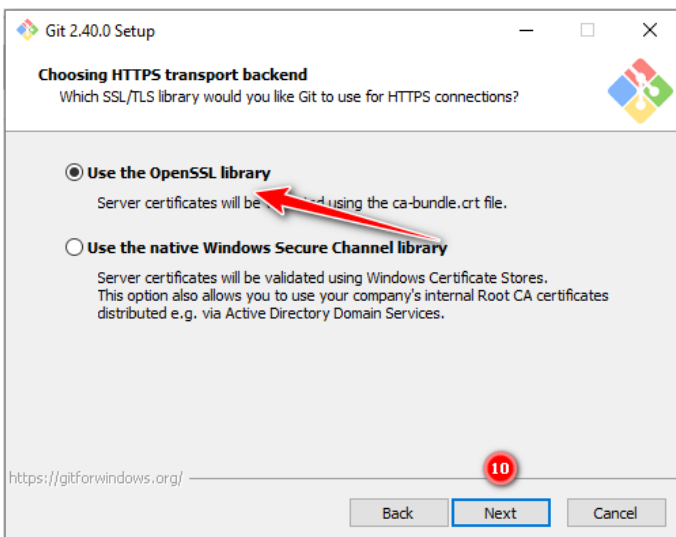 Git 2.40.0 Setup
Choosing HTTPS transport backend
Which SSL/TLS library would you like Git to use for HTTPS connections?
Use the OpenSSL library
Server certificates will be validated using the ca-bundle.crt file.
Use the native Windows Secure Channel library
Server certificates will be validated using Windows Certificate Stores.
This option also allows you to use your company's internal Root CA certificates
distributed e.g. via Active Directory Domain Services.
10
https://gitforwindows.org/
Back
Next
Cancel